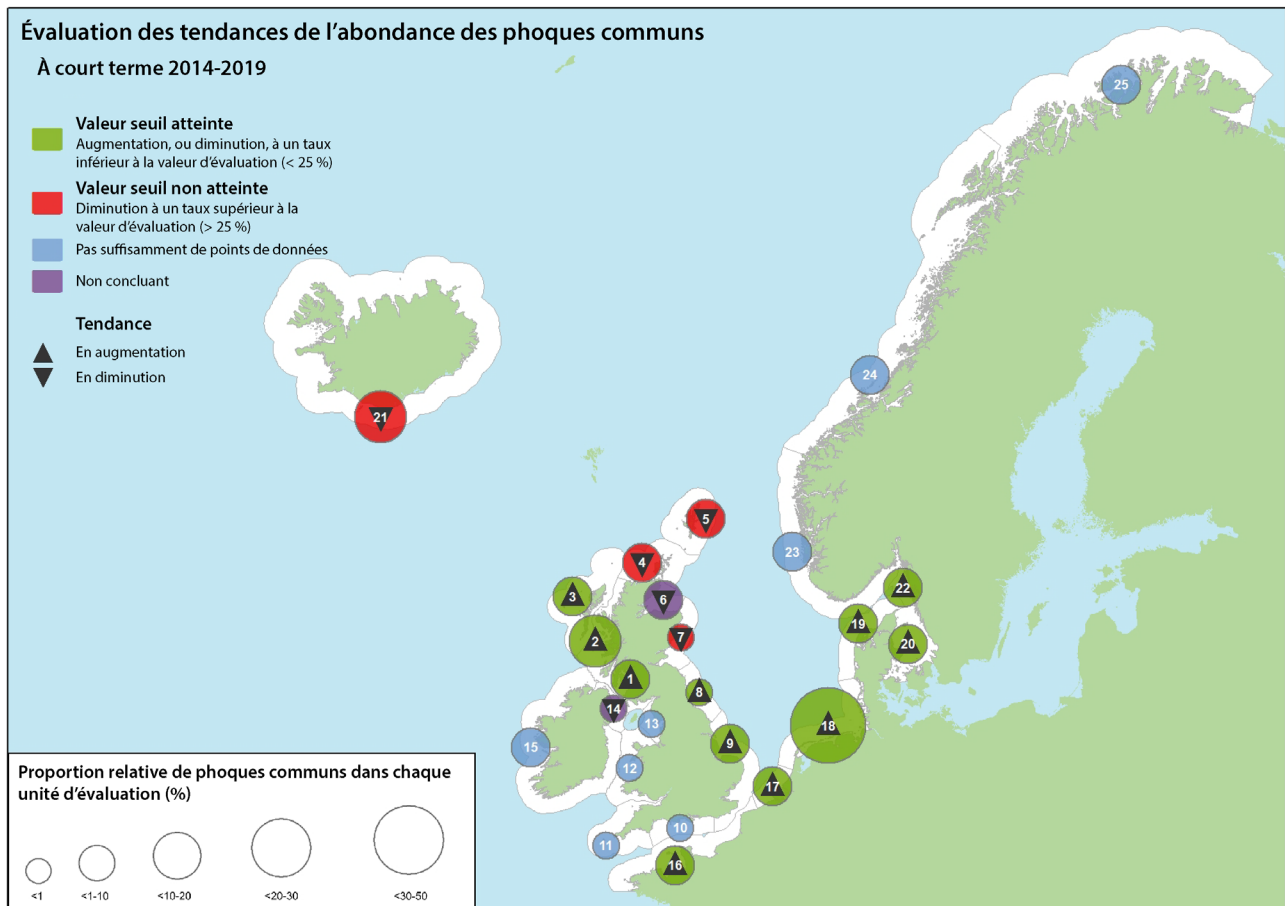 Évaluation des tendances de l'abondance des phoques communs
À court terme 2014-2019
Valeur seuil atteinte
Augmentation, ou diminution, à un taux
inférieur à la valeur d'évaluation (< 25 %)
Valeur seuil non atteinte
Diminution à un taux supérieur à la
valeur d'évaluation (> 25 %)
Pas suffisamment de points de données
Non concluant
Tendance
En augmentation
En diminution
25
24
21
5
23
4
6
3
22
19
7
2
20
1
8
14
13
18
9
15
12
17
10
11
16
Proportion relative de phoques communs dans chaque
unité d'évaluation (%)
<1 <1-10 <10-20 <20-30 <30-50